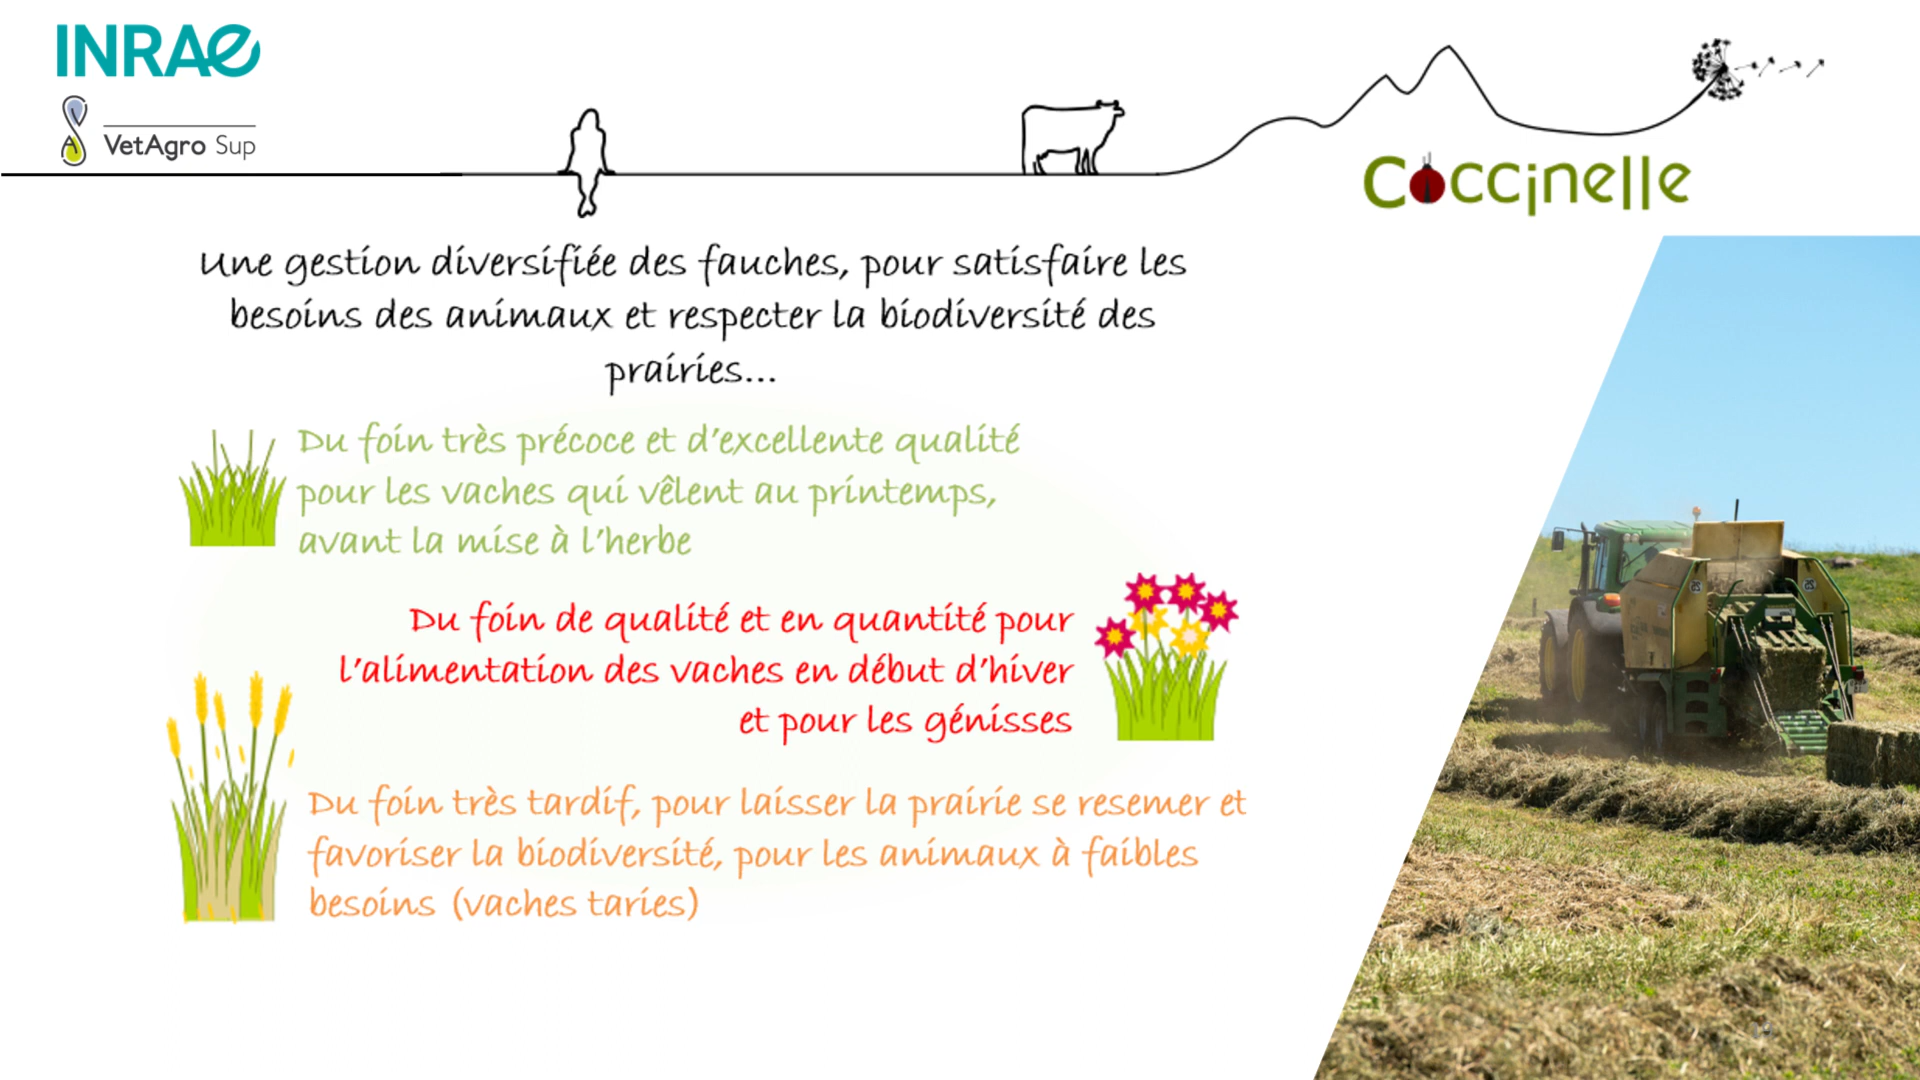 INRAE
VetAgro Sup
Coccinelle
Une gestion diversifiée des fauches, pour satisfaire les
besoins des animaux et respecter la biodiversité des
prairies...
Du foin très précoce et d'excellente qualité
pour les vaches qui vêlent au printemps,
avant la mise à l'herbe
Du foin de qualité et en quantité pour
l'alimentation des vaches en début d'hiver
et pour les génisses
Du foin très tardif, pour laisser la prairie se resemer et
favoriser la biodiversité, pour les animaux à faibles
besoins (vaches taries)